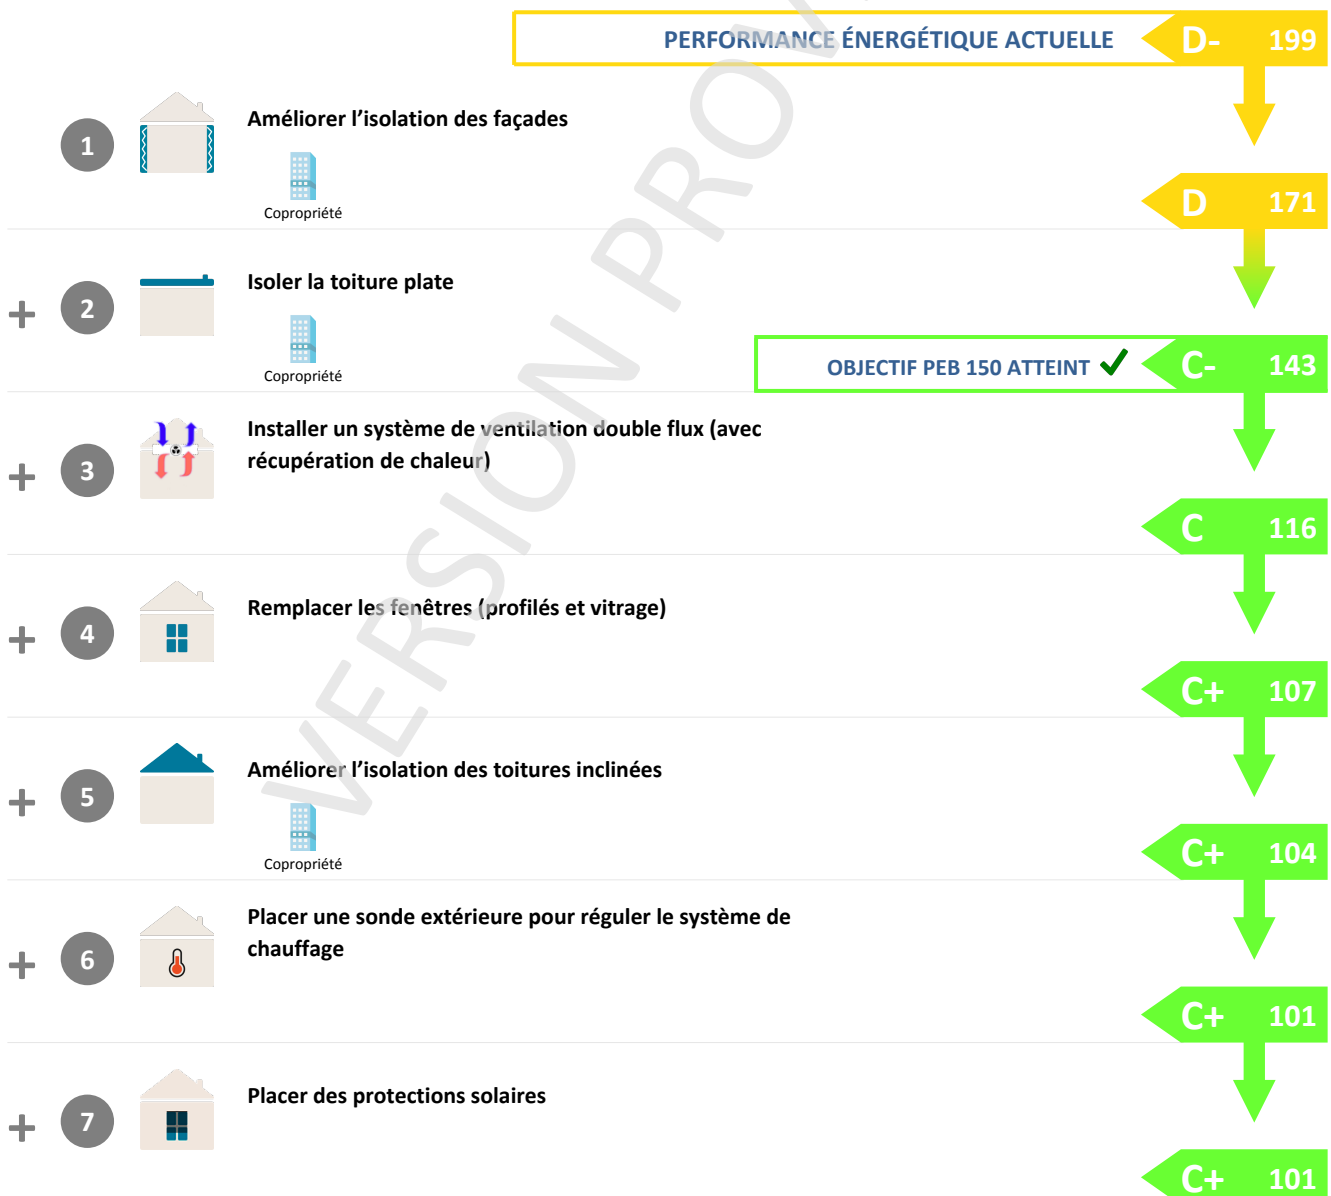 PERFORMANCE ÉNERGÉTIQUE ACTUELLE D- 199
1 Améliorer l’isolation des façades
Copropriété
D 171
+ 2 Isoler la toiture plate
Copropriété
OBJECTIF PEB 150 ATTEINT ✓ C- 143
+ 3 Installer un système de ventilation double flux (avec
récupération de chaleur)
C 116
+ 4 Remplacer les fenêtres (profilés et vitrage)
C+ 107
+ 5 Améliorer l’isolation des toitures inclinées
Copropriété
C+ 104
+ 6 Placer une sonde extérieure pour réguler le système de
chauffage
C+ 101
+ 7 Placer des protections solaires
C+ 101
VERSION PROV